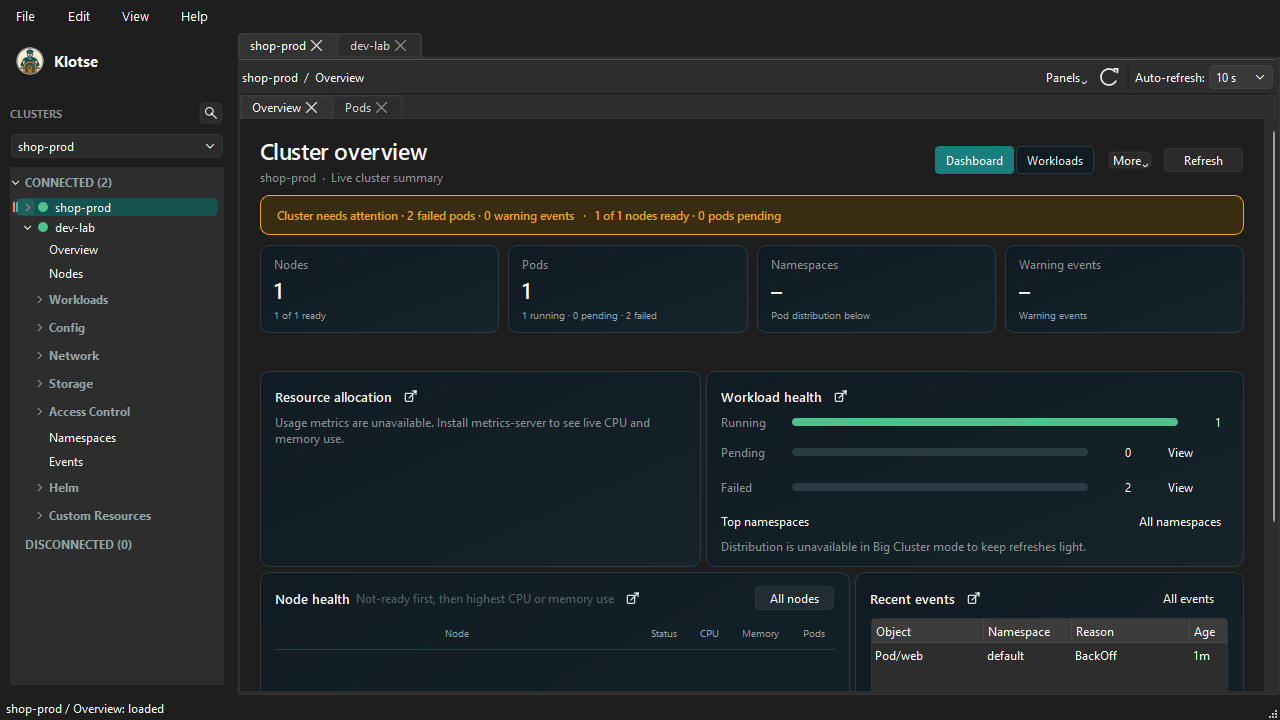 File Edit View Help
Klotse
CLUSTERS
shop-prod
CONNECTED (2)
shop-prod
dev-lab
Overview
Nodes
Workloads
Config
Network
Storage
Access Control
Namespaces
Events
Helm
Custom Resources
DISCONNECTED (0)
shop-prod dev-lab
shop-prod / Overview Panels Auto-refresh: 10 s
Overview Pods
Cluster overview
shop-prod · Live cluster summary
Dashboard Workloads More Refresh
Cluster needs attention · 2 failed pods · 0 warning events · 1 of 1 nodes ready · 0 pods pending
Nodes
1
1 of 1 ready
Pods
1
1 running · 0 pending · 2 failed
Namespaces
–
Pod distribution below
Warning events
–
Warning events
Resource allocation
Usage metrics are unavailable. Install metrics-server to see live CPU and
memory use.
Workload health
Running 1
Pending 0 View
Failed 2 View
Top namespaces All namespaces
Distribution is unavailable in Big Cluster mode to keep refreshes light.
Node health Not-ready first, then highest CPU or memory use All nodes
Node Status CPU Memory Pods
Recent events All events
Object Namespace Reason Age
Pod/web default BackOff 1m
shop-prod / Overview: loaded